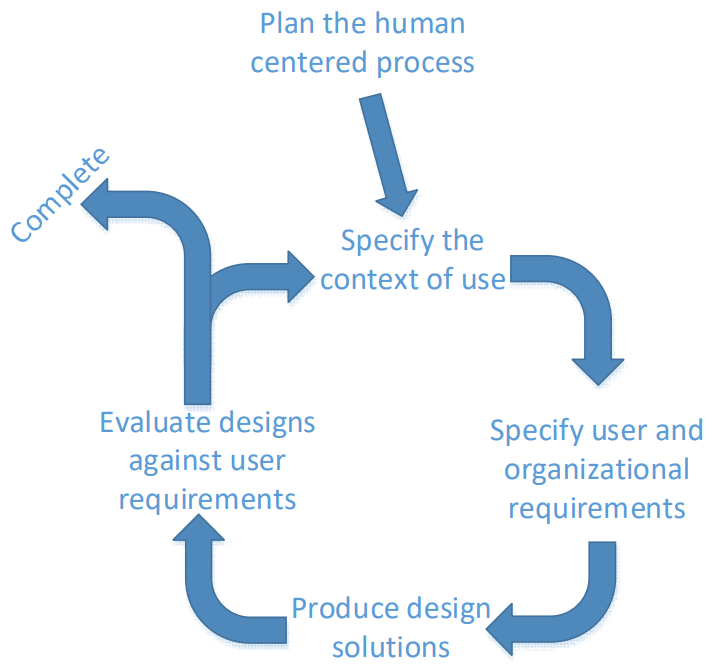 Plan the human
centered process
Complete
Specify the
context of use
Evaluate designs
against user
requirements
Specify user and
organizational
requirements
Produce design
solutions